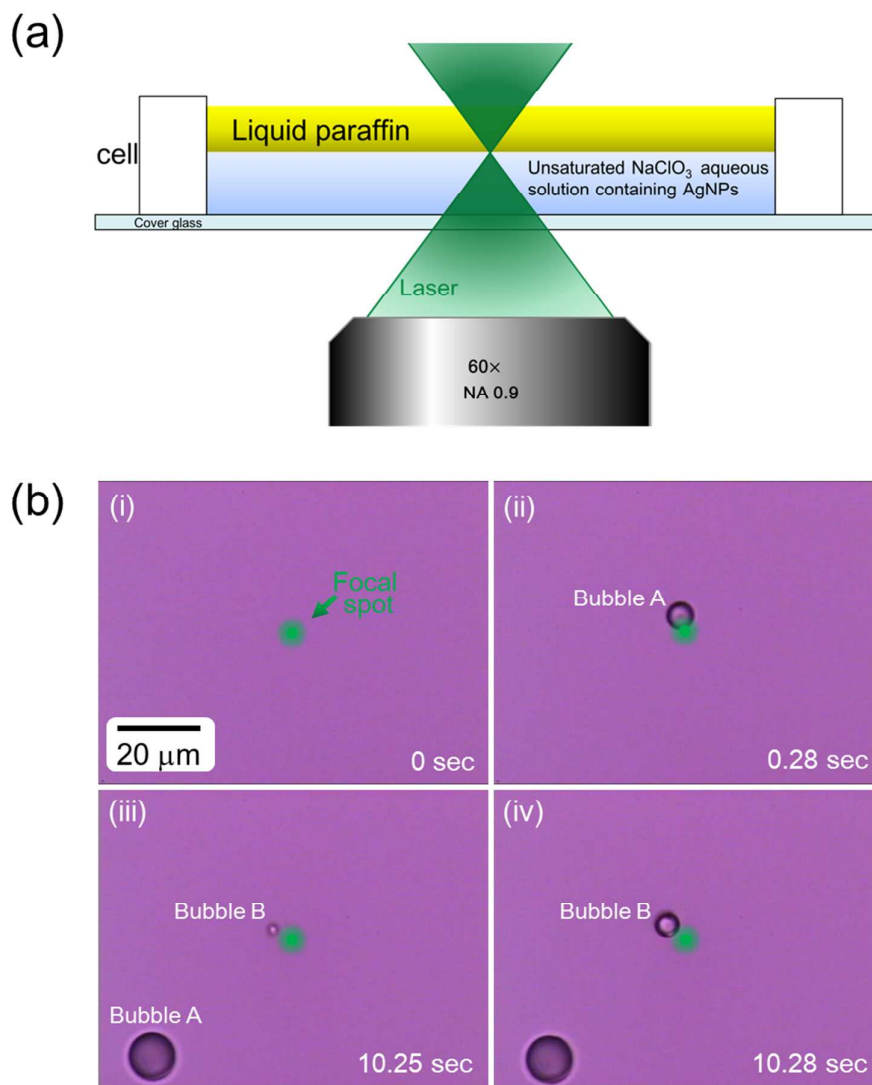 (a)
Liquid paraffin
cell
Unsaturated NaClO₃ aqueous
solution containing AgNPs
Cover glass
Laser
60×
NA 0.9
(b)
(i)
Focal
spot
20 μm
0 sec
(ii)
Bubble A
0.28 sec
(iii)
Bubble B
Bubble A
10.25 sec
(iv)
Bubble B
10.28 sec